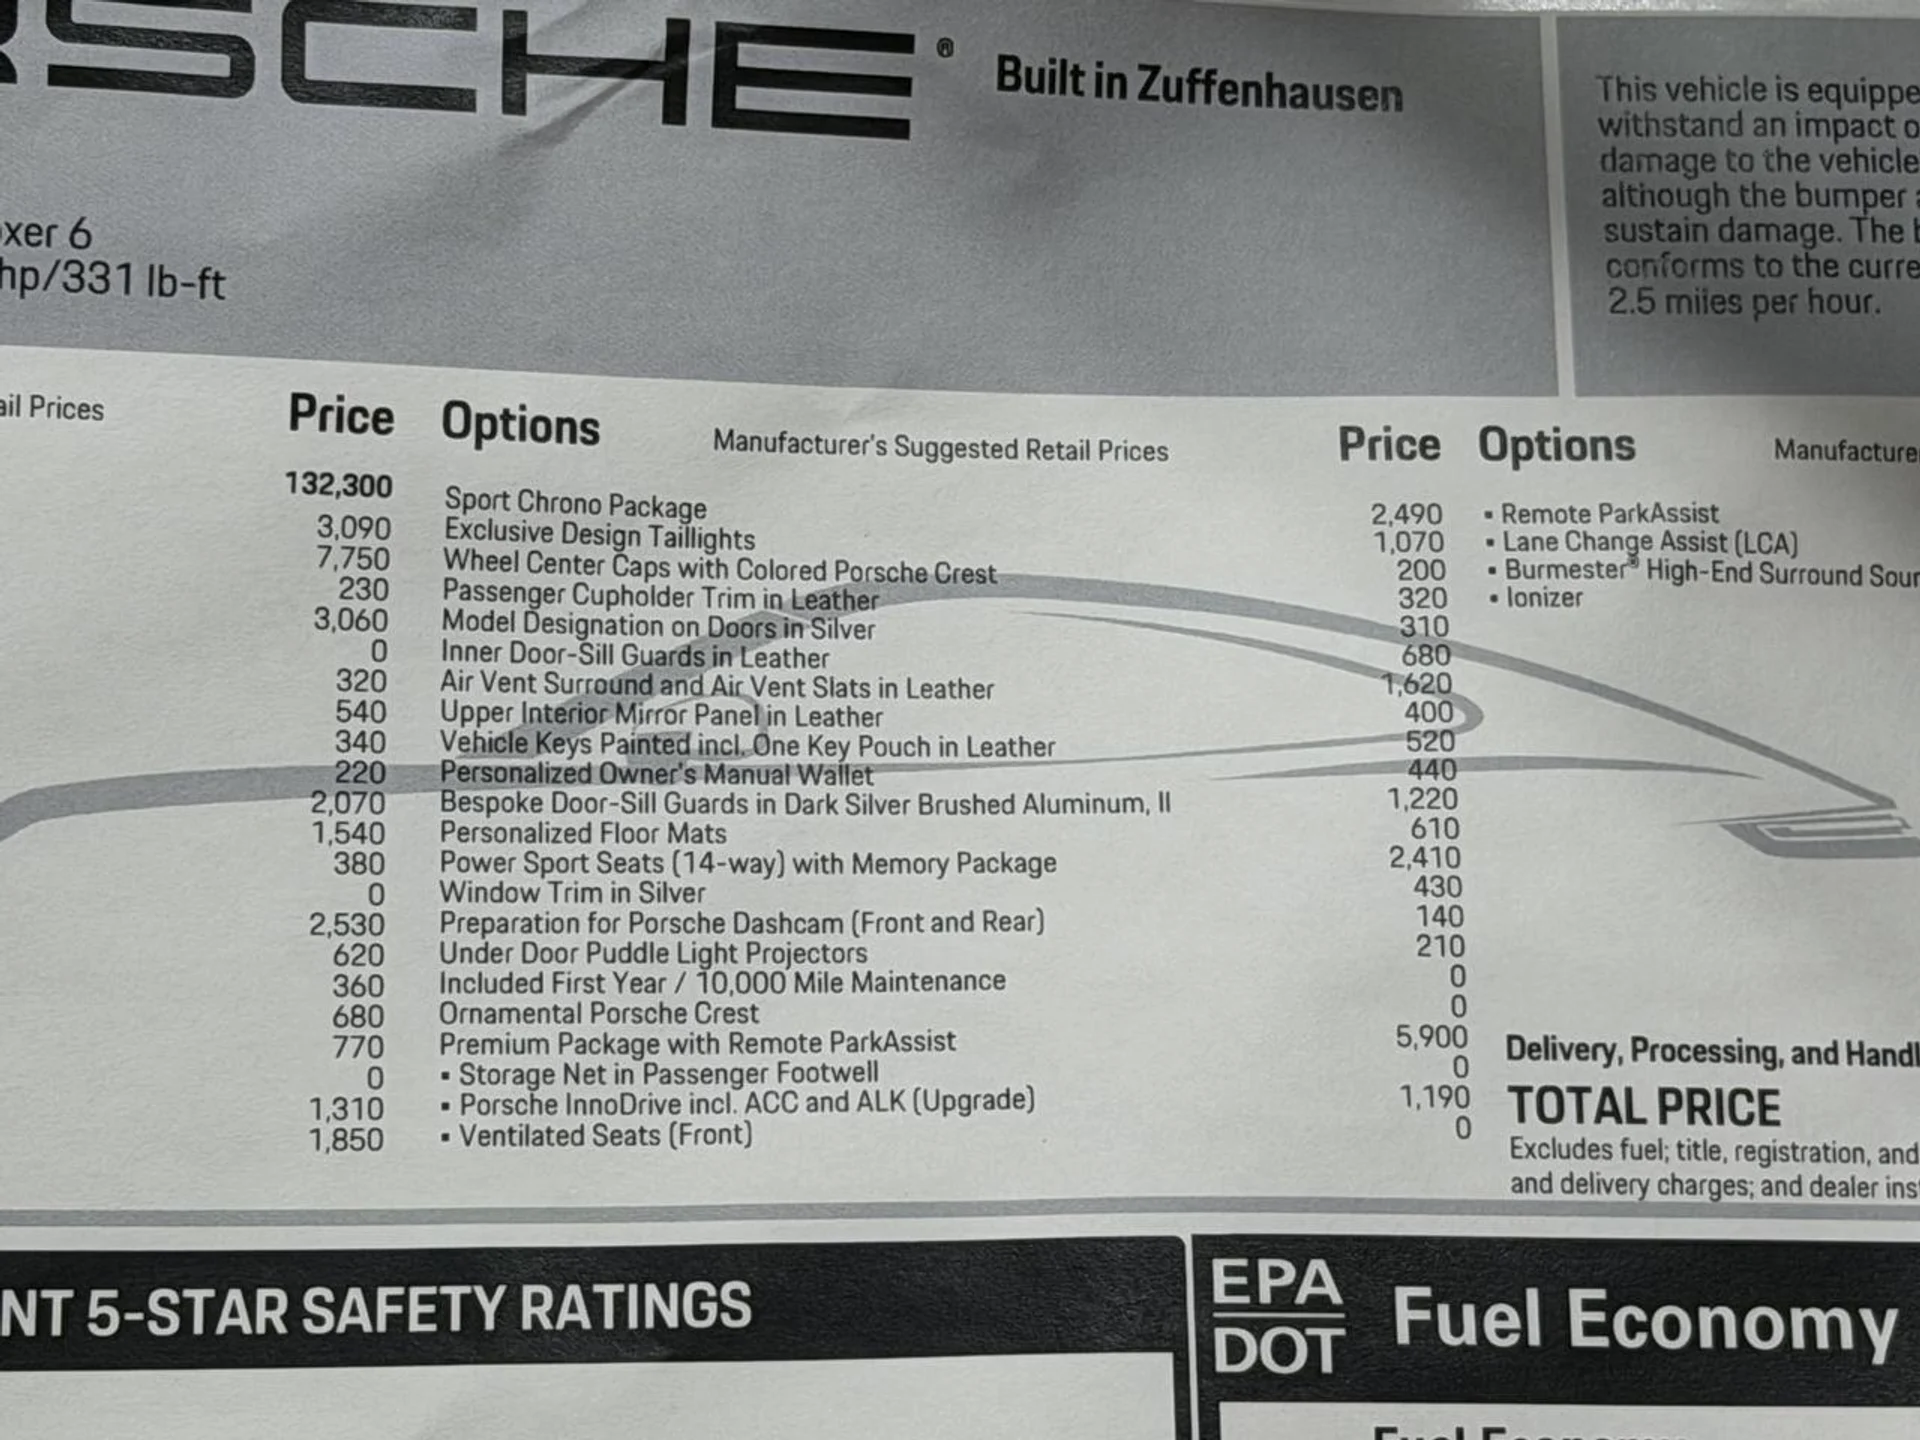 RSCHE®
Built in Zuffenhausen
This vehicle is equippe
withstand an impact o
damage to the vehicle
although the bumper a
sustain damage. The b
conforms to the curre
2.5 miles per hour.
oxer 6
hp/331 lb-ft
ail Prices
Price
132,300
3,090
7,750
230
3,060
0
320
540
340
220
2,070
1,540
380
0
2,530
620
360
680
770
0
1,310
1,850
Options Manufacturer's Suggested Retail Prices Price
Sport Chrono Package 2,490
Exclusive Design Taillights 1,070
Wheel Center Caps with Colored Porsche Crest 200
Passenger Cupholder Trim in Leather 320
Model Designation on Doors in Silver 310
Inner Door-Sill Guards in Leather 680
Air Vent Surround and Air Vent Slats in Leather 1,620
Upper Interior Mirror Panel in Leather 400
Vehicle Keys Painted incl. One Key Pouch in Leather 520
Personalized Owner's Manual Wallet 440
Bespoke Door-Sill Guards in Dark Silver Brushed Aluminum, Il 1,220
Personalized Floor Mats 610
Power Sport Seats (14-way) with Memory Package 2,410
Window Trim in Silver 430
Preparation for Porsche Dashcam (Front and Rear) 140
Under Door Puddle Light Projectors 210
Included First Year / 10,000 Mile Maintenance 0
Ornamental Porsche Crest 0
Premium Package with Remote ParkAssist 5,900
▪ Storage Net in Passenger Footwell 0
▪ Porsche InnoDrive incl. ACC and ALK (Upgrade) 1,190
▪ Ventilated Seats (Front) 0
Options Manufacture
▪ Remote ParkAssist
▪ Lane Change Assist (LCA)
▪ Burmester® High-End Surround Soun
▪ Ionizer
Delivery, Processing, and Handl
TOTAL PRICE
Excludes fuel; title, registration, and
and delivery charges; and dealer inst
NT 5-STAR SAFETY RATINGS
EPA
DOT
Fuel Economy
Fuel Economy